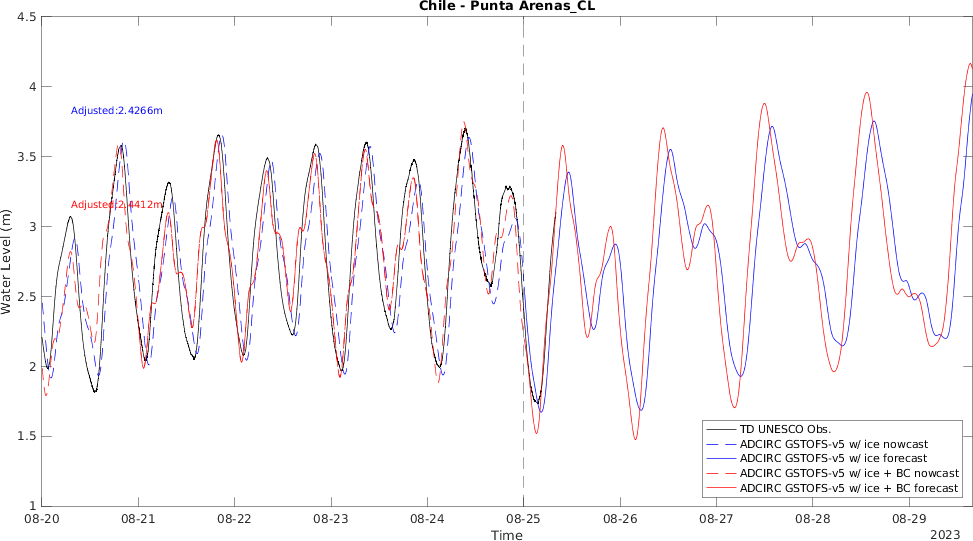 Chile - Punta Arenas_CL
4.5
4
3.5
3
2.5
2
1.5
1
Water Level (m)
Adjusted:2.4266m
Adjusted:2.4412m
TD UNESCO Obs.
ADCIRC GSTOFS-v5 w/ ice nowcast
ADCIRC GSTOFS-v5 w/ ice forecast
ADCIRC GSTOFS-v5 w/ ice + BC nowcast
ADCIRC GSTOFS-v5 w/ ice + BC forecast
08-20 08-21 08-22 08-23 08-24 08-25 08-26 08-27 08-28 08-29
Time
2023